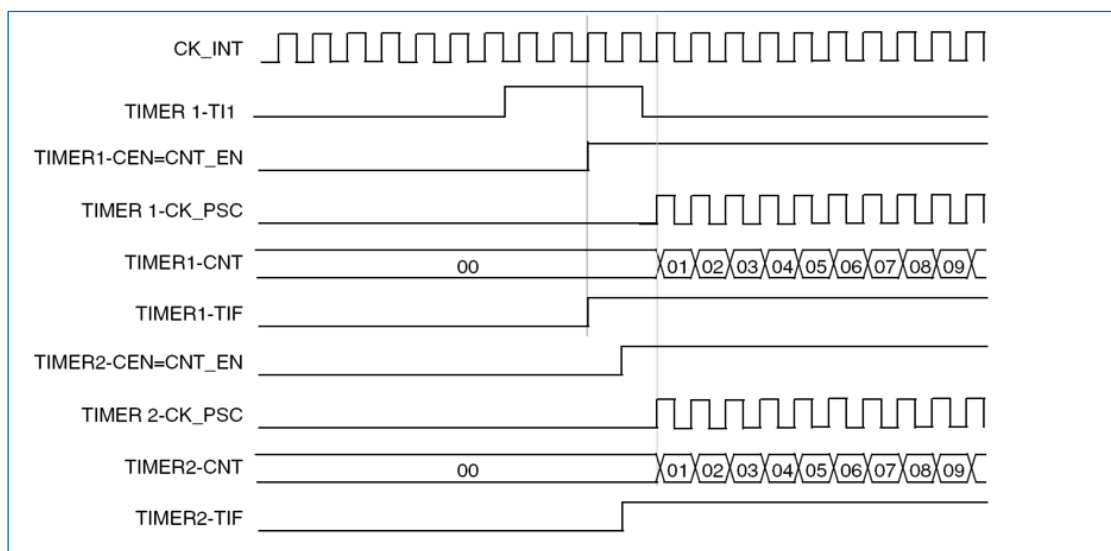 CK_INT
TIMER 1-TI1
TIMER1-CEN=CNT_EN
TIMER 1-CK_PSC
TIMER1-CNT 00 01 02 03 04 05 06 07 08 09
TIMER1-TIF
TIMER2-CEN=CNT_EN
TIMER 2-CK_PSC
TIMER2-CNT 00 01 02 03 04 05 06 07 08 09
TIMER2-TIF